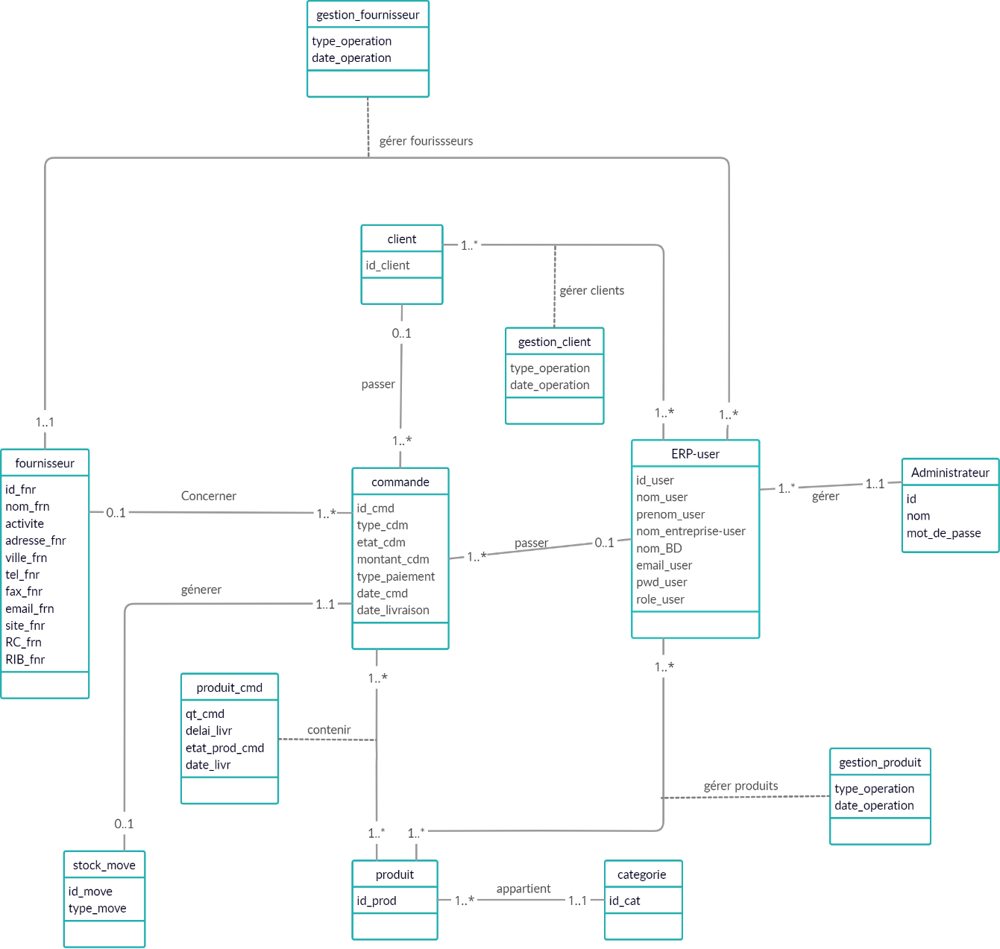 gestion_fournisseur
type_operation
date_operation
gérer fourissseurs
client
id_client
1..*
gérer clients
0..1
gestion_client
type_operation
date_operation
passer
1..1
1..*
1..*
1..*
fournisseur
id_fnr
nom_frn
activite
adresse_fnr
ville_frn
tel_fnr
fax_fnr
email_frn
site_fnr
RC_frn
RIB_fnr
Concerner
0..1
1..*
commande
id_cmd
type_cdm
etat_cdm
montant_cdm
type_paiement
date_cmd
date_livraison
ERP-user
id_user
nom_user
prenom_user
nom_entreprise-user
nom_BD
email_user
pwd_user
role_user
1..*
gérer
1..1
Administrateur
id
nom
mot_de_passe
1..*
passer
0..1
génerer
1..1
1..*
1..*
produit_cmd
qt_cmd
delai_livr
etat_prod_cmd
date_livr
contenir
gestion_produit
type_operation
date_operation
gérer produits
0..1
1..*
1..*
stock_move
id_move
type_move
produit
id_prod
1..*
appartient
1..1
categorie
id_cat